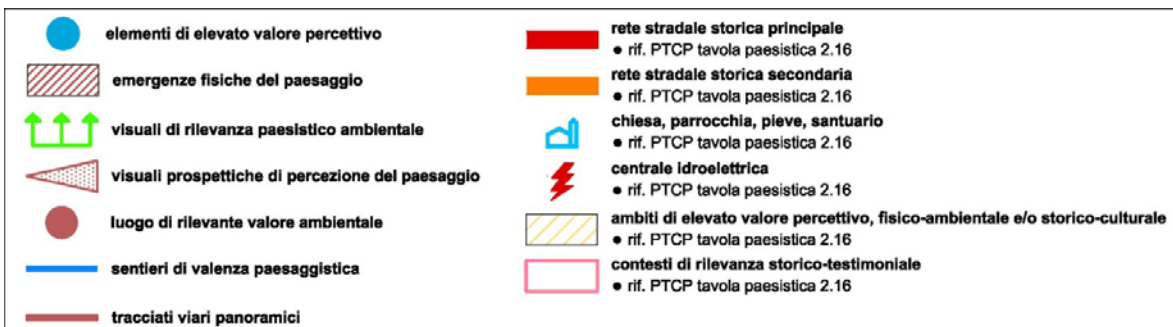 elementi di elevato valore percettivo
emergenze fisiche del paesaggio
visuali di rilevanza paesistico ambientale
visuali prospettiche di percezione del paesaggio
luogo di rilevante valore ambientale
sentieri di valenza paesaggistica
tracciati viari panoramici
rete stradale storica principale
● rif. PTCP tavola paesistica 2.16
rete stradale storica secondaria
● rif. PTCP tavola paesistica 2.16
chiesa, parrocchia, pieve, santuario
● rif. PTCP tavola paesistica 2.16
centrale idroelettrica
● rif. PTCP tavola paesistica 2.16
ambiti di elevato valore percettivo, fisico-ambientale e/o storico-culturale
● rif. PTCP tavola paesistica 2.16
contesti di rilevanza storico-testimoniale
● rif. PTCP tavola paesistica 2.16